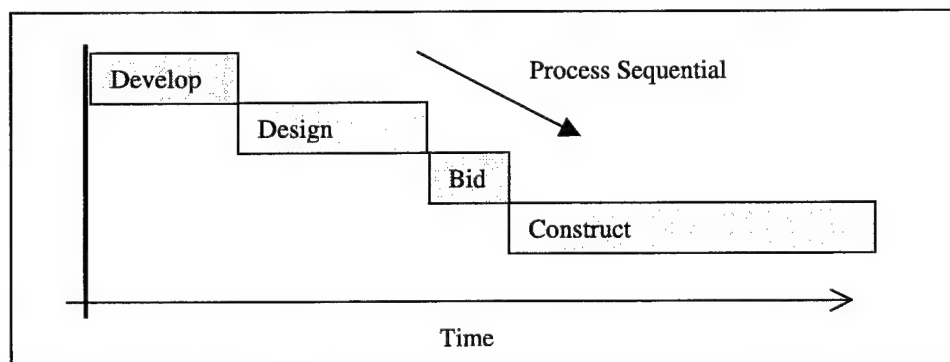 Develop
Process Sequential
Design
Bid
Construct
Time